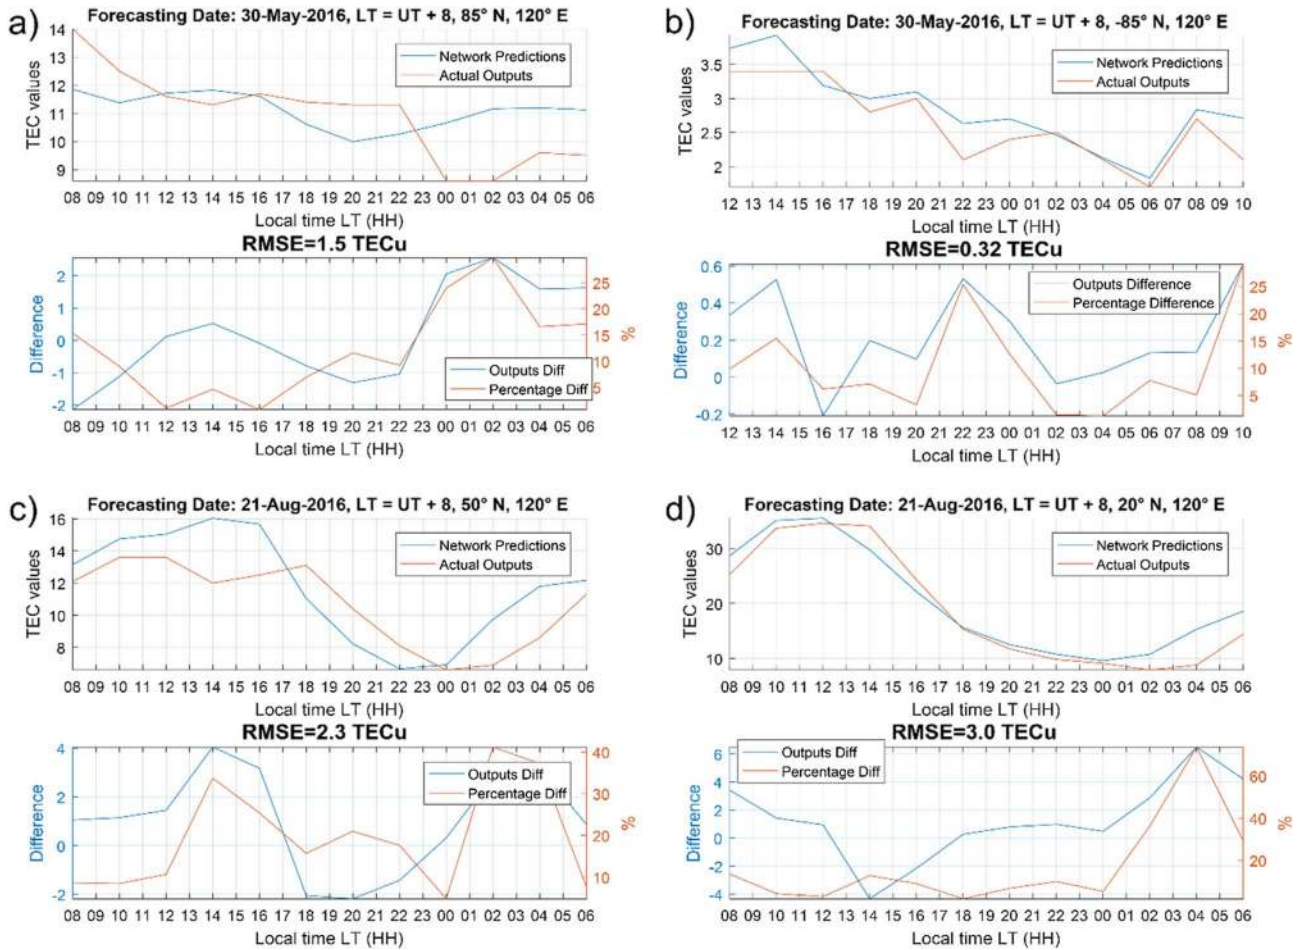 a)
Forecasting Date: 30-May-2016, LT = UT + 8, 85° N, 120° E
14
13
12
11
10
9
TEC values
Network Predictions
Actual Outputs
08 09 10 11 12 13 14 15 16 17 18 19 20 21 22 23 00 01 02 03 04 05 06
Local time LT (HH)
RMSE=1.5 TECu
2
1
0
-1
-2
Difference
25
20
15
10
5
%
Outputs Diff
Percentage Diff
08 09 10 11 12 13 14 15 16 17 18 19 20 21 22 23 00 01 02 03 04 05 06
Local time LT (HH)
b)
Forecasting Date: 30-May-2016, LT = UT + 8, -85° N, 120° E
3.5
3
2.5
2
TEC values
Network Predictions
Actual Outputs
12 13 14 15 16 17 18 19 20 21 22 23 00 01 02 03 04 05 06 07 08 09 10
Local time LT (HH)
RMSE=0.32 TECu
0.6
0.4
0.2
0
-0.2
Difference
25
20
15
10
5
%
Outputs Difference
Percentage Difference
12 13 14 15 16 17 18 19 20 21 22 23 00 01 02 03 04 05 06 07 08 09 10
Local time LT (HH)
c)
Forecasting Date: 21-Aug-2016, LT = UT + 8, 50° N, 120° E
16
14
12
10
8
TEC values
Network Predictions
Actual Outputs
08 09 10 11 12 13 14 15 16 17 18 19 20 21 22 23 00 01 02 03 04 05 06
Local time LT (HH)
RMSE=2.3 TECu
4
2
0
-2
Difference
40
30
20
10
%
Outputs Diff
Percentage Diff
08 09 10 11 12 13 14 15 16 17 18 19 20 21 22 23 00 01 02 03 04 05 06
Local time LT (HH)
d)
Forecasting Date: 21-Aug-2016, LT = UT + 8, 20° N, 120° E
30
20
10
TEC values
Network Predictions
Actual Outputs
08 09 10 11 12 13 14 15 16 17 18 19 20 21 22 23 00 01 02 03 04 05 06
Local time LT (HH)
RMSE=3.0 TECu
6
4
2
0
-2
-4
Difference
60
40
20
%
Outputs Diff
Percentage Diff
08 09 10 11 12 13 14 15 16 17 18 19 20 21 22 23 00 01 02 03 04 05 06
Local time LT (HH)